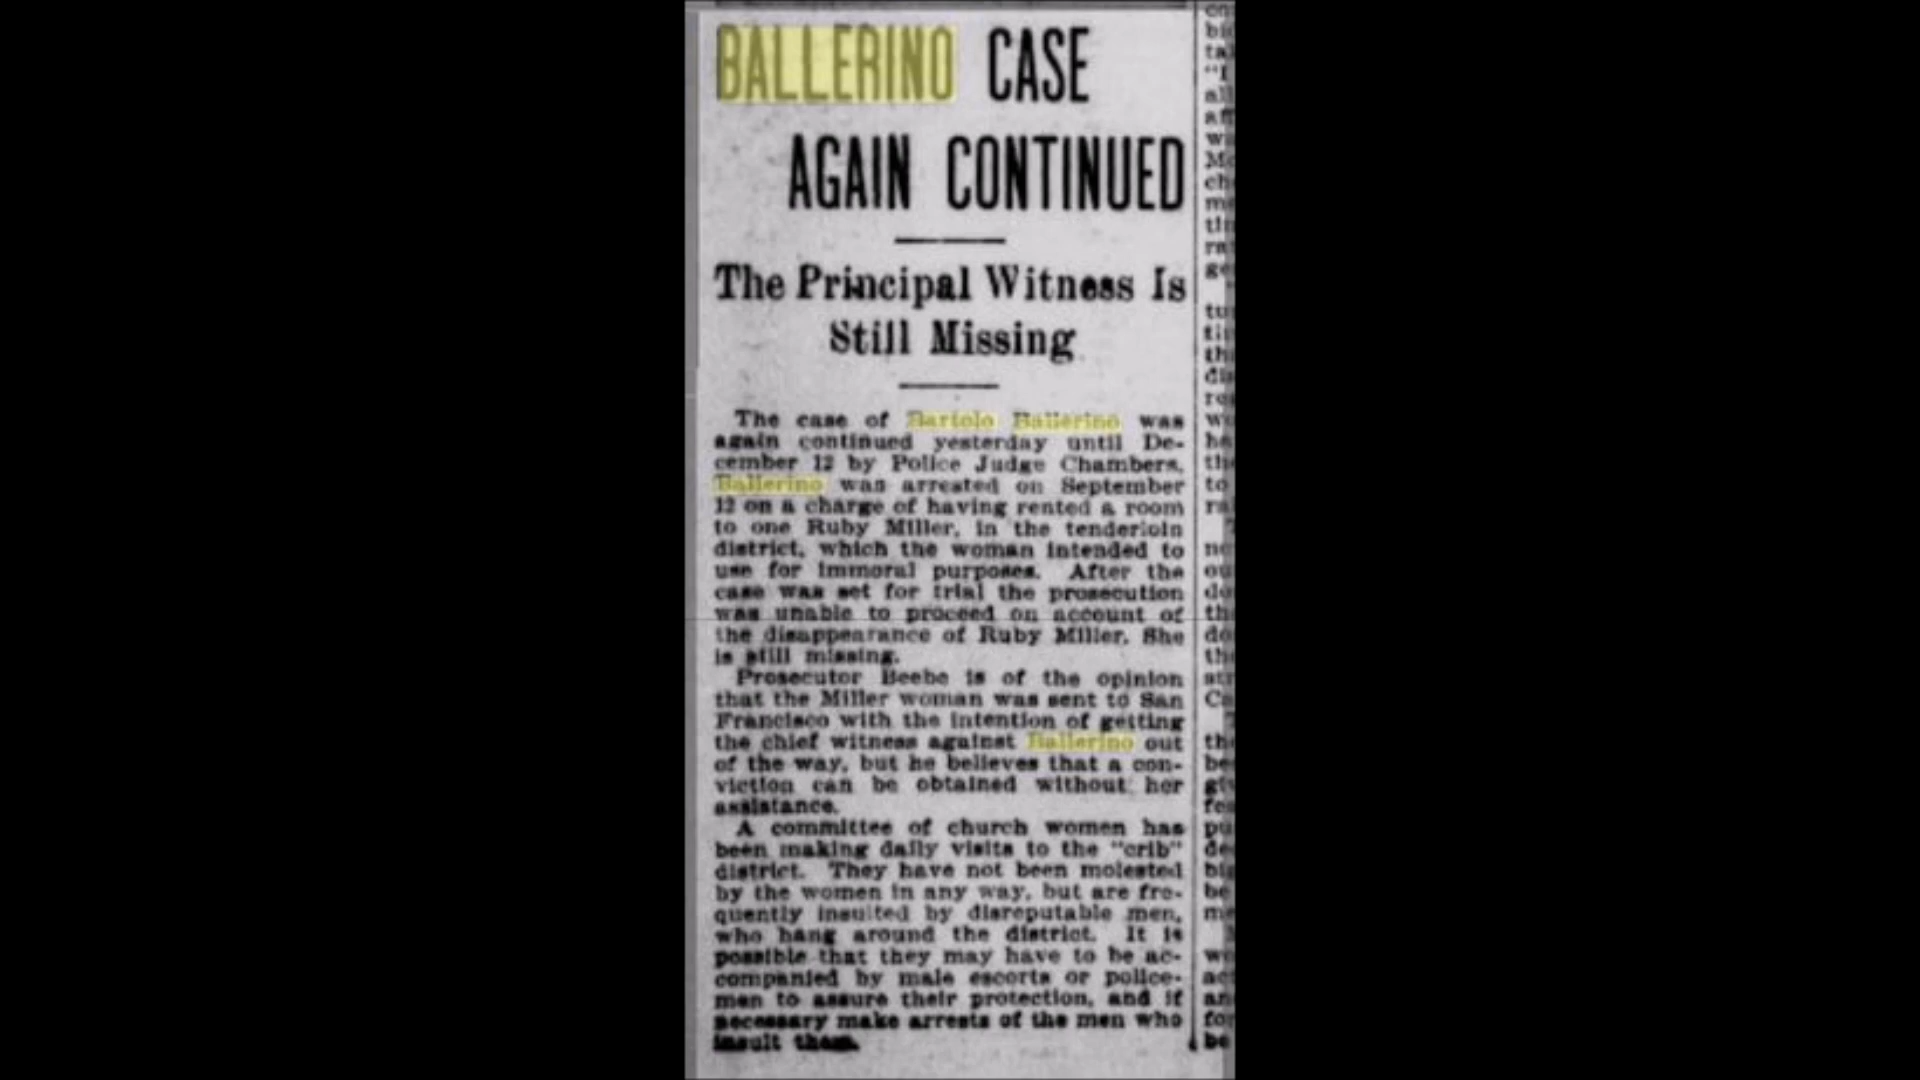 BALLERINO CASE
AGAIN CONTINUED
The Principal Witness Is
Still Missing
The case of Bartolo Ballerino was
again continued yesterday until De-
cember 12 by Police Judge Chambers.
Ballerino was arrested on September
12 on a charge of having rented a room
to one Ruby Miller, in the tenderloin
district, which the woman intended to
use for immoral purposes. After the
case was set for trial the prosecution
was unable to proceed on account of
the disappearance of Ruby Miller. She
is still missing.
Prosecutor Beebe is of the opinion
that the Miller woman was sent to San
Francisco with the intention of getting
the chief witness against Ballerino out
of the way, but he believes that a con-
viction can be obtained without her
assistance.
A committee of church women has
been making daily visits to the "crib"
district. They have not been molested
by the women in any way, but are fre-
quently insulted by disreputable men,
who hang around the district. It is
possible that they may have to be ac-
companied by male escorts or police-
men to assure their protection, and if
necessary make arrests of the men who
insult them.